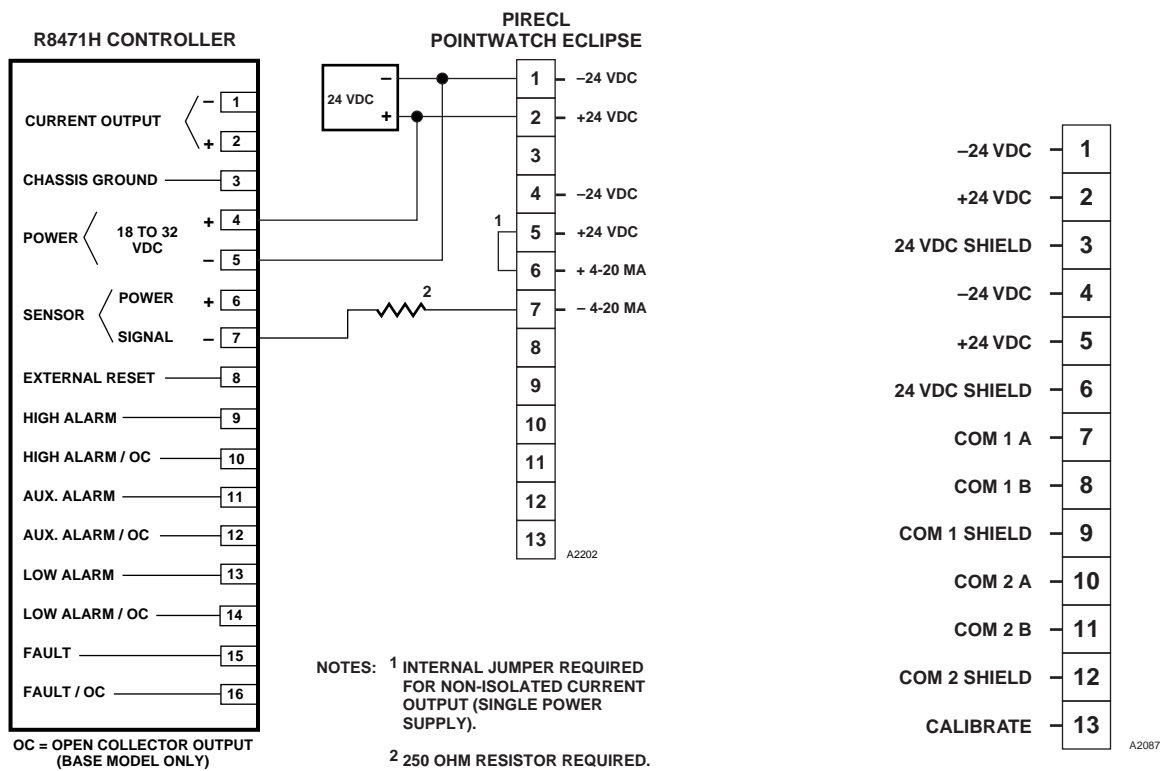 R8471H CONTROLLER
CURRENT OUTPUT
– 1
+ 2
CHASSIS GROUND 3
POWER
18 TO 32
VDC
+ 4
– 5
SENSOR
POWER + 6
SIGNAL – 7
EXTERNAL RESET 8
HIGH ALARM 9
HIGH ALARM / OC 10
AUX. ALARM 11
AUX. ALARM / OC 12
LOW ALARM 13
LOW ALARM / OC 14
FAULT 15
FAULT / OC 16
OC = OPEN COLLECTOR OUTPUT
(BASE MODEL ONLY)
24 VDC
–
+
1
2
PIRECL
POINTWATCH ECLIPSE
1 –24 VDC
2 +24 VDC
3
4 –24 VDC
5 +24 VDC
6 + 4-20 MA
7 – 4-20 MA
8
9
10
11
12
13
A2202
NOTES: 1 INTERNAL JUMPER REQUIRED
FOR NON-ISOLATED CURRENT
OUTPUT (SINGLE POWER
SUPPLY).
2 250 OHM RESISTOR REQUIRED.
–24 VDC 1
+24 VDC 2
24 VDC SHIELD 3
–24 VDC 4
+24 VDC 5
24 VDC SHIELD 6
COM 1 A 7
COM 1 B 8
COM 1 SHIELD 9
COM 2 A 10
COM 2 B 11
COM 2 SHIELD 12
CALIBRATE 13
A2087